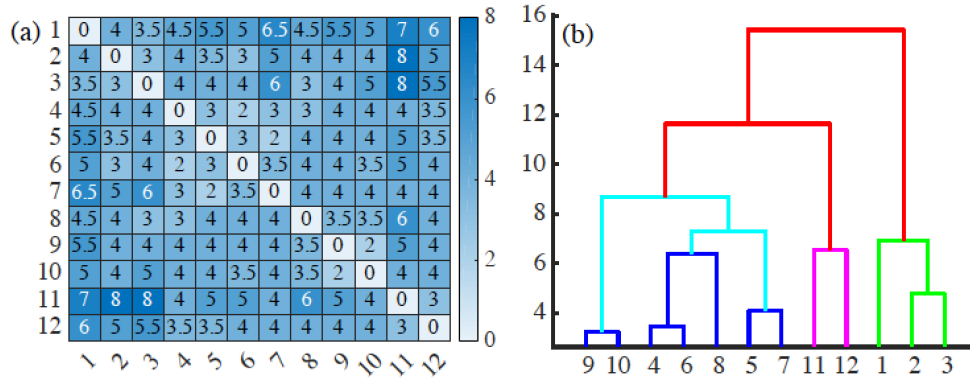 (a)
1 0 4 3.5 4.5 5.5 5 6.5 4.5 5.5 5 7 6
2 4 0 3 4 3.5 3 5 4 4 4 8 5
3 3.5 3 0 4 4 4 6 3 4 5 8 5.5
4 4.5 4 4 0 3 2 3 3 4 4 4 3.5
5 5.5 3.5 4 3 0 3 2 4 4 4 5 3.5
6 5 3 4 2 3 0 3.5 4 4 3.5 5 4
7 6.5 5 6 3 2 3.5 0 4 4 4 4 4
8 4.5 4 3 3 4 4 4 0 3.5 3.5 6 4
9 5.5 4 4 4 4 4 4 3.5 0 2 5 4
10 5 4 5 4 4 3.5 4 3.5 2 0 4 4
11 7 8 8 4 5 5 4 6 5 4 0 3
12 6 5 5.5 3.5 3.5 4 4 4 4 4 3 0
1 2 3 4 5 6 7 8 9 10 11 12
8
6
4
2
0
(b)
16
14
12
10
8
6
4
9 10 4 6 8 5 7 11 12 1 2 3